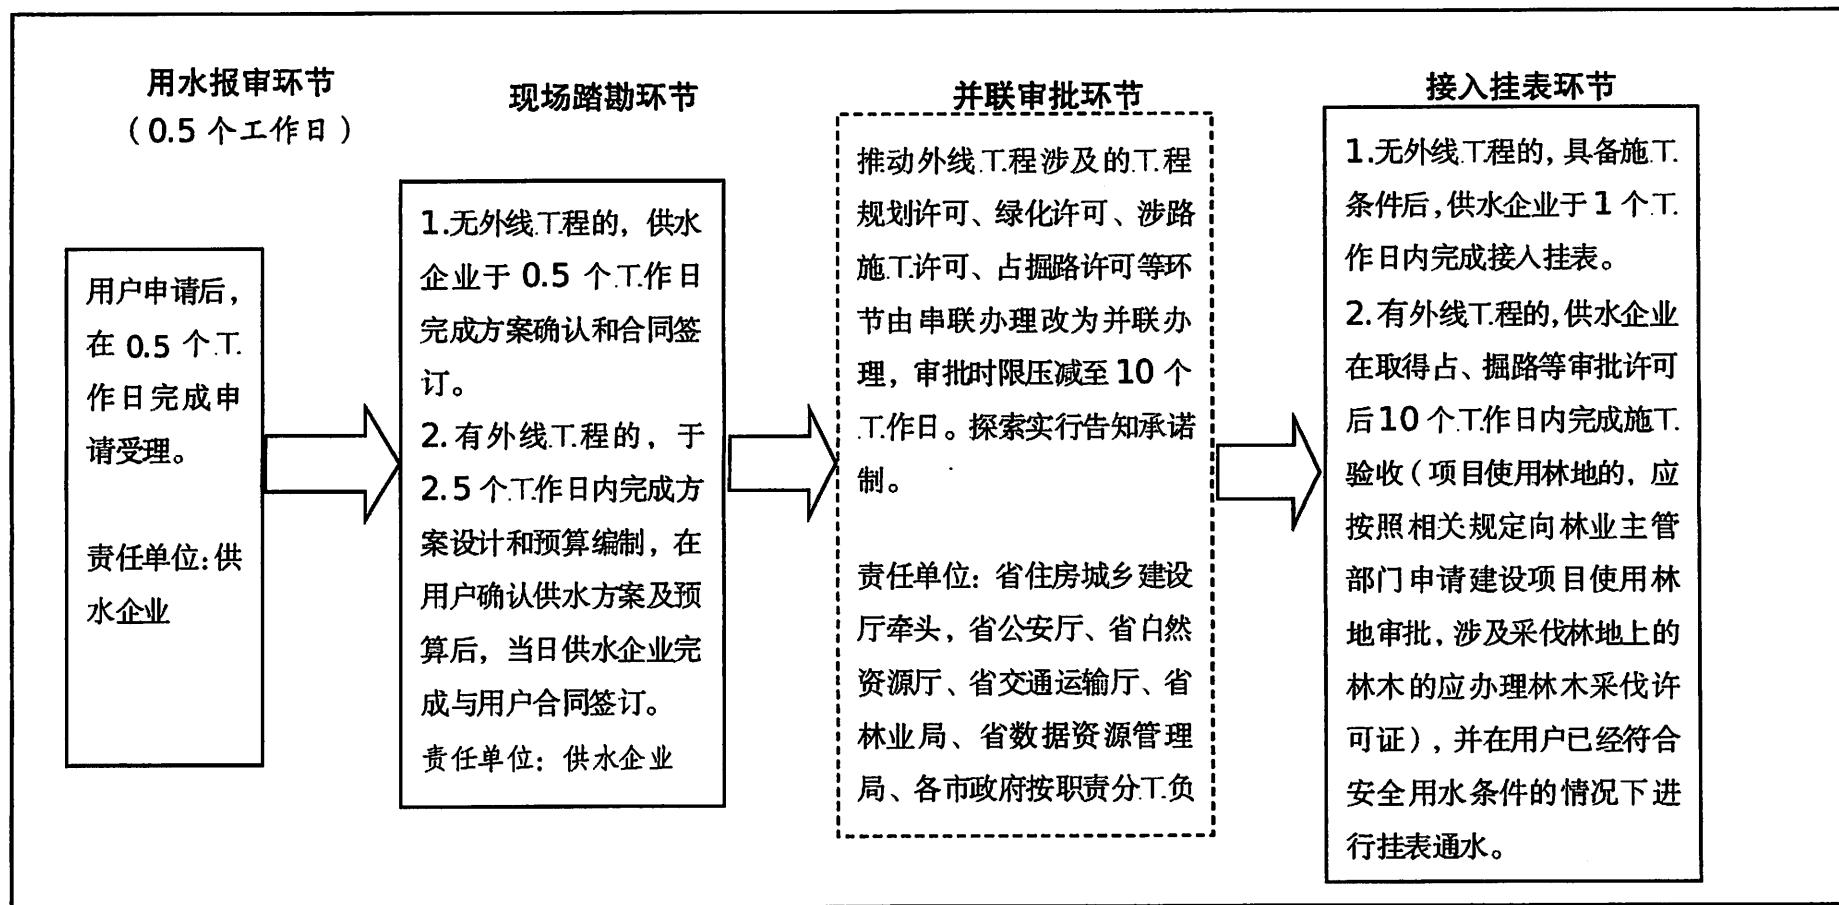 用水报审环节
（0.5 个工作日）
用户申请后，
在 0.5 个工
作日完成申
请受理。
责任单位：供
水企业
现场踏勘环节
1.无外线工程的，供水
企业于 0.5 个工作日
完成方案确认和合同签
订。
2.有外线工程的，于
2.5 个工作日内完成方
案设计和预算编制，在
用户确认供水方案及预
算后，当日供水企业完
成与用户合同签订。
责任单位：供水企业
并联审批环节
推动外线工程涉及的工程
规划许可、绿化许可、涉路
施工许可、占掘路许可等环
节由串联办理改为并联办
理，审批时限压减至 10 个
工作日。探索实行告知承诺
制。
责任单位：省住房城乡建设
厅牵头，省公安厅、省自然
资源厅、省交通运输厅、省
林业局、省数据资源管理
局、各市政府按职责分工负
接入挂表环节
1.无外线工程的，具备施工
条件后，供水企业于 1 个工
作日内完成接入挂表。
2.有外线工程的，供水企业
在取得占、掘路等审批许可
后 10 个工作日内完成施工
验收（项目使用林地的，应
按照相关规定向林业主管
部门申请建设项目使用林
地审批，涉及采伐林地上的
林木的应办理林木采伐许
可证），并在用户已经符合
安全用水条件的情况下进
行挂表通水。